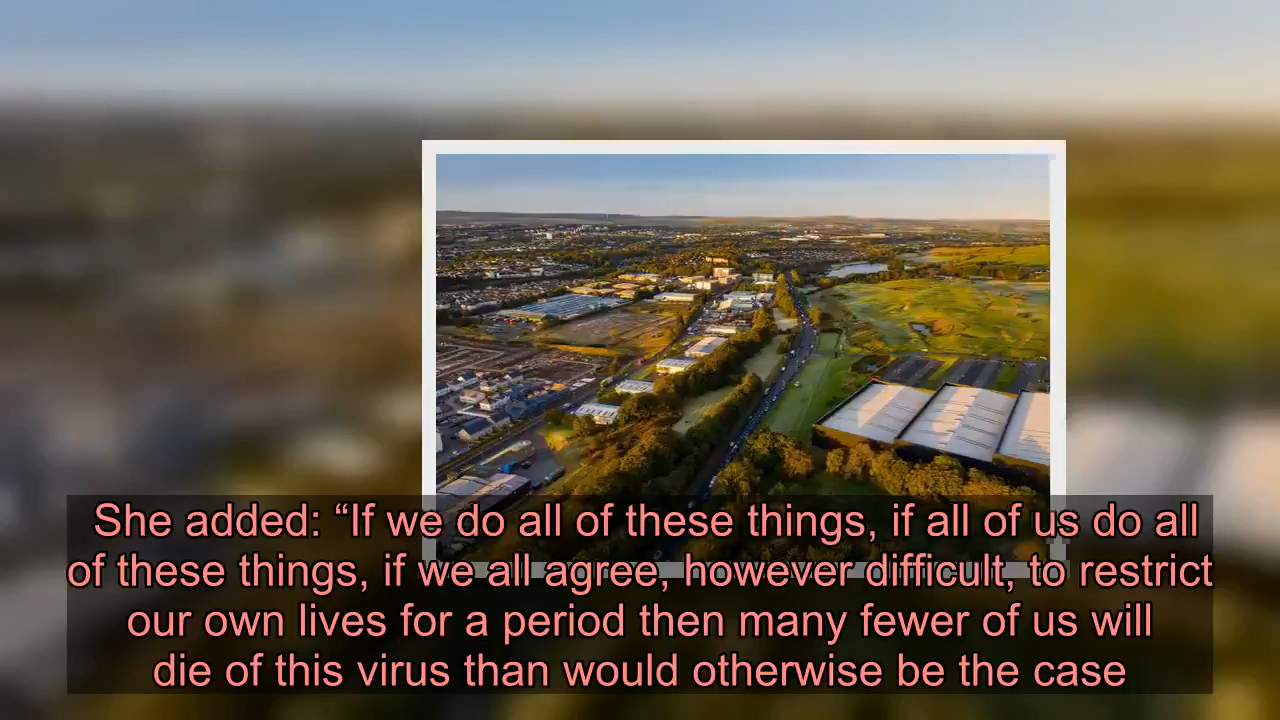 She added: “If we do all of these things, if all of us do all
of these things, if we all agree, however difficult, to restrict
our own lives for a period then many fewer of us will
die of this virus than would otherwise be the case